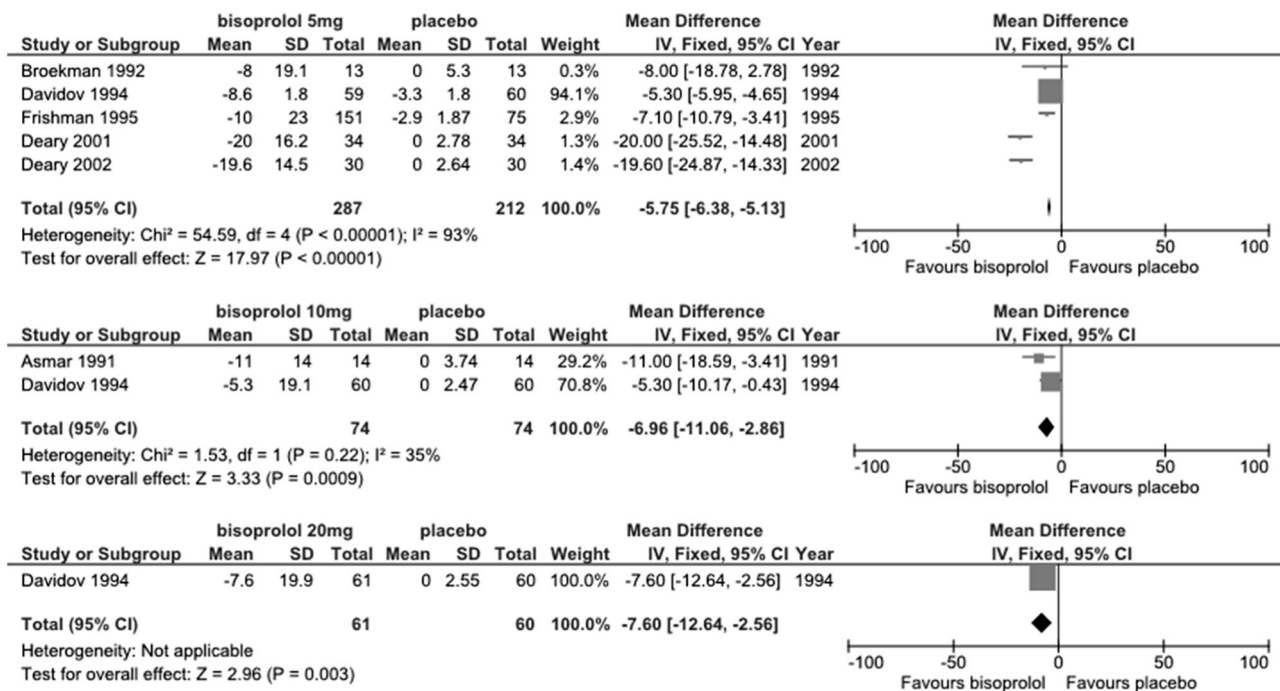 bisoprolol 5mg placebo Mean Difference Mean Difference
Study or Subgroup Mean SD Total Mean SD Total Weight IV, Fixed, 95% CI Year IV, Fixed, 95% CI
Broekman 1992 -8 19.1 13 0 5.3 13 0.3% -8.00 [-18.78, 2.78] 1992
Davidov 1994 -8.6 1.8 59 -3.3 1.8 60 94.1% -5.30 [-5.95, -4.65] 1994
Frishman 1995 -10 23 151 -2.9 1.87 75 2.9% -7.10 [-10.79, -3.41] 1995
Deary 2001 -20 16.2 34 0 2.78 34 1.3% -20.00 [-25.52, -14.48] 2001
Deary 2002 -19.6 14.5 30 0 2.64 30 1.4% -19.60 [-24.87, -14.33] 2002
Total (95% CI) 287 212 100.0% -5.75 [-6.38, -5.13]
Heterogeneity: Chi² = 54.59, df = 4 (P < 0.00001); I² = 93%
Test for overall effect: Z = 17.97 (P < 0.00001)
-100 -50 0 50 100
Favours bisoprolol Favours placebo
bisoprolol 10mg placebo Mean Difference Mean Difference
Study or Subgroup Mean SD Total Mean SD Total Weight IV, Fixed, 95% CI Year IV, Fixed, 95% CI
Asmar 1991 -11 14 14 0 3.74 14 29.2% -11.00 [-18.59, -3.41] 1991
Davidov 1994 -5.3 19.1 60 0 2.47 60 70.8% -5.30 [-10.17, -0.43] 1994
Total (95% CI) 74 74 100.0% -6.96 [-11.06, -2.86]
Heterogeneity: Chi² = 1.53, df = 1 (P = 0.22); I² = 35%
Test for overall effect: Z = 3.33 (P = 0.0009)
-100 -50 0 50 100
Favours bisoprolol Favours placebo
bisoprolol 20mg placebo Mean Difference Mean Difference
Study or Subgroup Mean SD Total Mean SD Total Weight IV, Fixed, 95% CI Year IV, Fixed, 95% CI
Davidov 1994 -7.6 19.9 61 0 2.55 60 100.0% -7.60 [-12.64, -2.56] 1994
Total (95% CI) 61 60 100.0% -7.60 [-12.64, -2.56]
Heterogeneity: Not applicable
Test for overall effect: Z = 2.96 (P = 0.003)
-100 -50 0 50 100
Favours bisoprolol Favours placebo